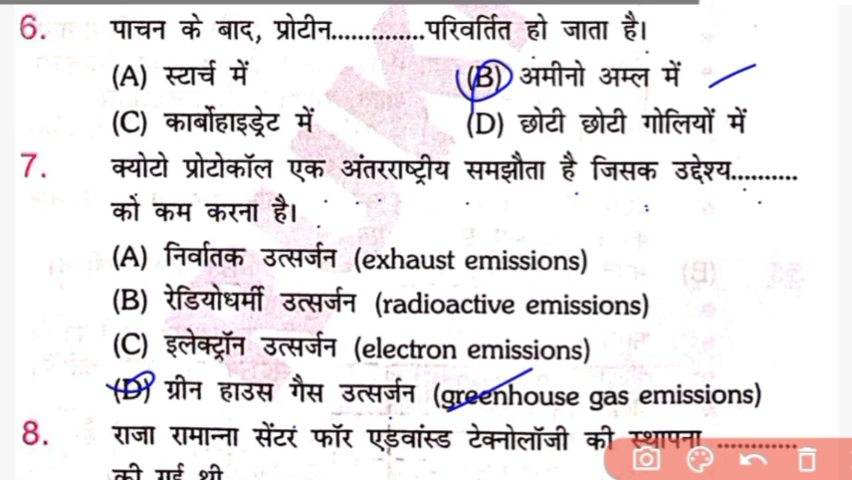 6. पाचन के बाद, प्रोटीन..............परिवर्तित हो जाता है।
(A) स्टार्च में (B) अमीनो अम्ल में
(C) कार्बोहाइड्रेट में (D) छोटी छोटी गोलियों में
7. क्योटो प्रोटोकॉल एक अंतरराष्ट्रीय समझौता है जिसक उद्देश्य..........
को कम करना है।
(A) निर्वातक उत्सर्जन (exhaust emissions)
(B) रेडियोधर्मी उत्सर्जन (radioactive emissions)
(C) इलेक्ट्रॉन उत्सर्जन (electron emissions)
(D) ग्रीन हाउस गैस उत्सर्जन (greenhouse gas emissions)
8. राजा रामान्ना सेंटर फॉर एडवांस्ड टेक्नोलॉजी की स्थापना ............
की गई थी